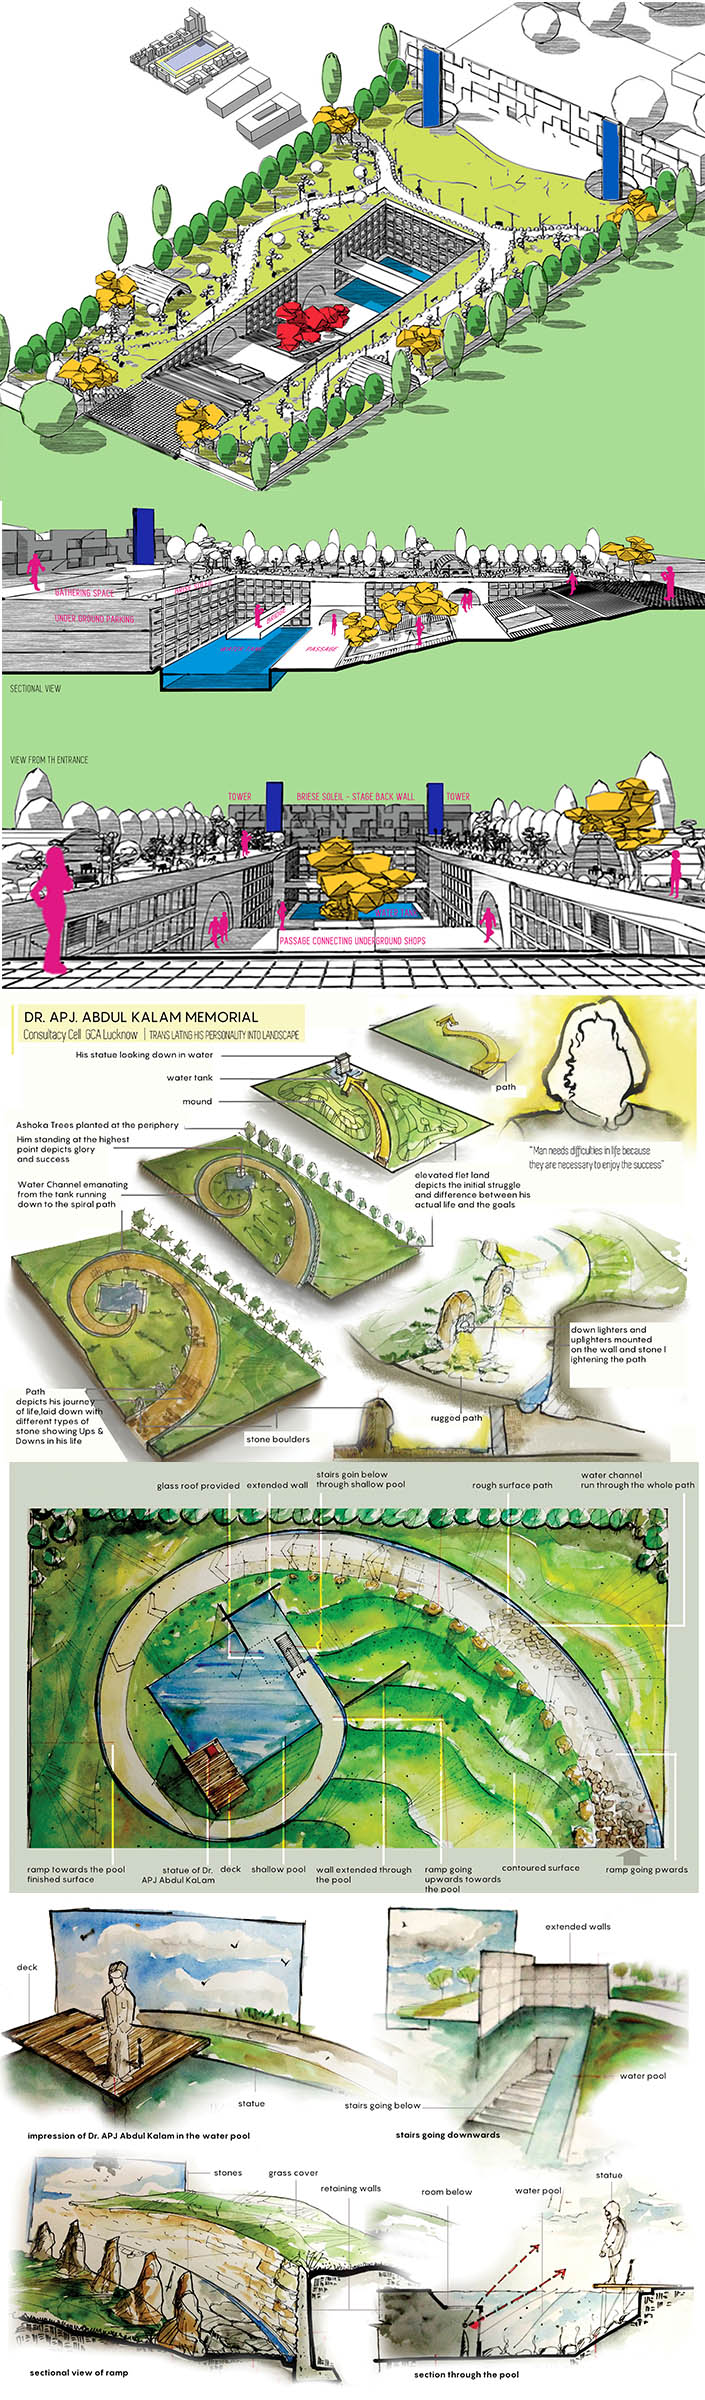 GATHERING SPACE
UNDER GROUND PARKING
WATER TANK
PASSAGE
SECTIONAL VIEW
VIEW FROM TH ENTRANCE
TOWER
BRIESE SOLEIL - STAGE BACK WALL
TOWER
WATER TANK
PASSAGE CONNECTING UNDERGROUND SHOPS
DR. APJ. ABDUL KALAM MEMORIAL
Consultacy Cell GCA Lucknow | TRANS LATING HIS PERSONALITY INTO LANDSCAPE
His statue looking down in water
water tank
mound
path
Ashoka Trees planted at the periphery
Him standing at the highest
point depicts glory
and success
"Man needs difficulties in life because
they are necessary to enjoy the success"
Water Channel emanating
from the tank running
down to the spiral path
elevated flet land
depicts the initial struggle
and difference between his
actual life and the goals
down lighters and
uplighters mounted
on the wall and stone l
ightening the path
Path
depicts his journey
of life,laid down with
different types of
stone showing Ups &
Downs in his life
rugged path
stone boulders
glass roof provided
extended wall
stairs goin below
through shallow pool
rough surface path
water channel
run through the whole path
ramp towards the pool
finished surface
statue of Dr.
APJ Abdul KaLam
deck
shallow pool
wall extended through
the pool
ramp going
upwards towards
the pool
contoured surface
ramp going pwards
deck
statue
impression of Dr. APJ Abdul Kalam in the water pool
extended walls
water pool
stairs going below
stairs going downwards
stones
grass cover
retaining walls
sectional view of ramp
room below
water pool
statue
section through the pool